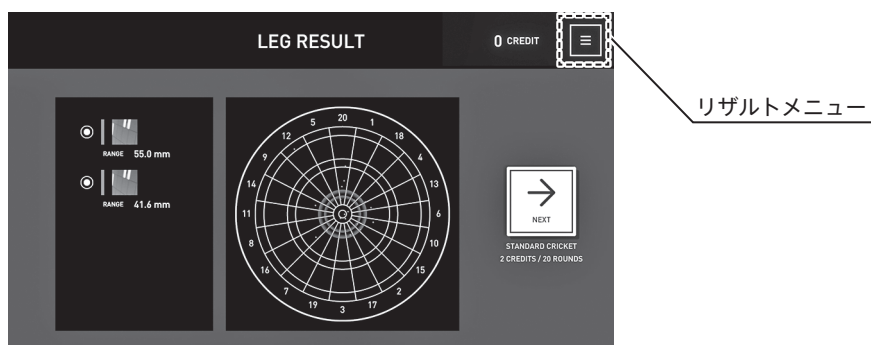 LEG RESULT
0 CREDIT
リザルトメニュー
RANGE 55.0 mm
RANGE 41.6 mm
20
1
18
4
13
6
10
15
2
17
3
19
7
16
8
11
14
9
12
5
NEXT
STANDARD CRICKET
2 CREDITS / 20 ROUNDS